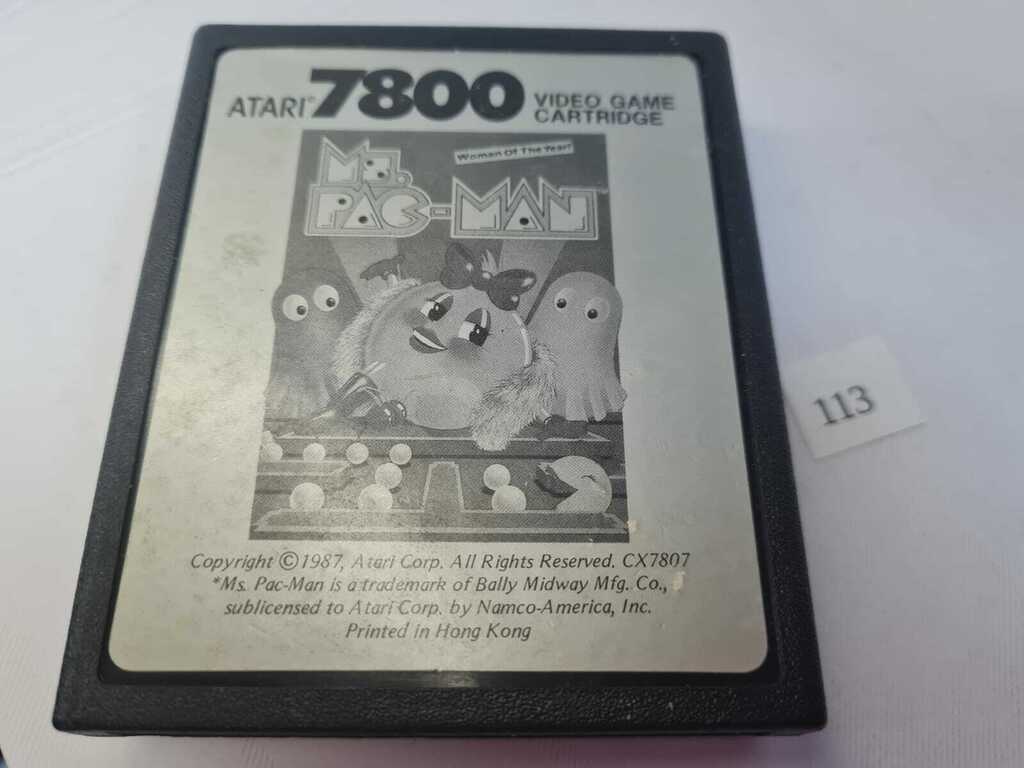 ATARI® 7800 VIDEO GAME
CARTRIDGE
Woman Of The Year!
MS.
PAC-MAN™
113
Copyright ©1987, Atari Corp. All Rights Reserved. CX7807
*Ms. Pac-Man is a trademark of Bally Midway Mfg. Co.,
sublicensed to Atari Corp. by Namco-America, Inc.
Printed in Hong Kong